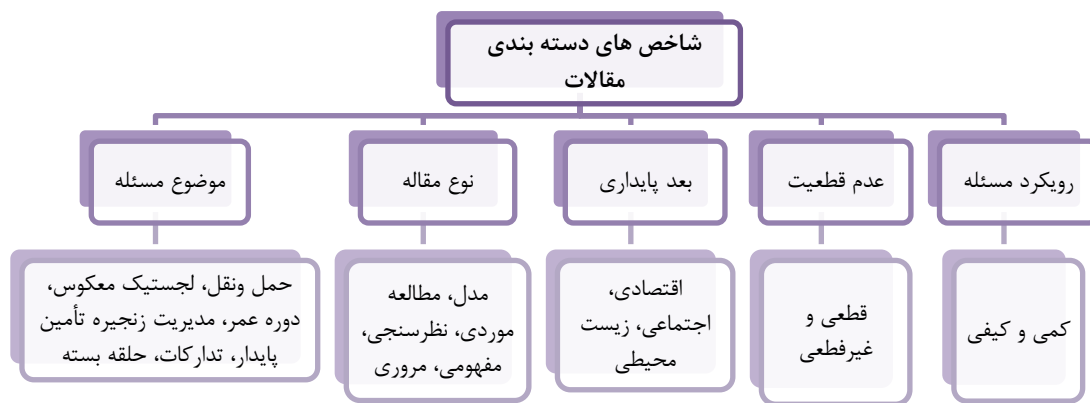 شاخص های دسته بندی
مقالات
رویکرد مسئله
عدم قطعیت
بعد پایداری
نوع مقاله
موضوع مسئله
کمی و کیفی
قطعی و
غیرفطعی
اقتصادی،
اجتماعی، زیست
محیطی
مدل، مطالعه
موردی، نظرسنجی،
مفهومی، مروری
حمل ونقل، لجستیک معکوس،
دوره عمر، مدیریت زنجیره تأمین
پایدار، تدارکات، حلقه بسته